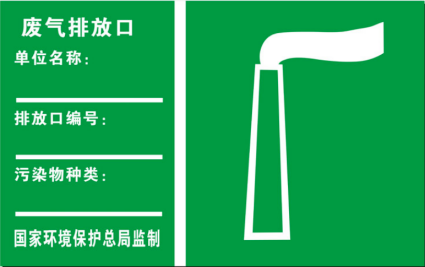 废气排放口
单位名称：
排放口编号：
污染物种类：
国家环境保护总局监制